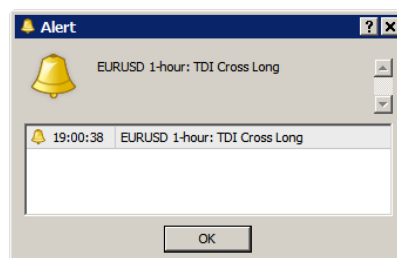 Alert
EURUSD 1-hour: TDI Cross Long
19:00:38 EURUSD 1-hour: TDI Cross Long
OK